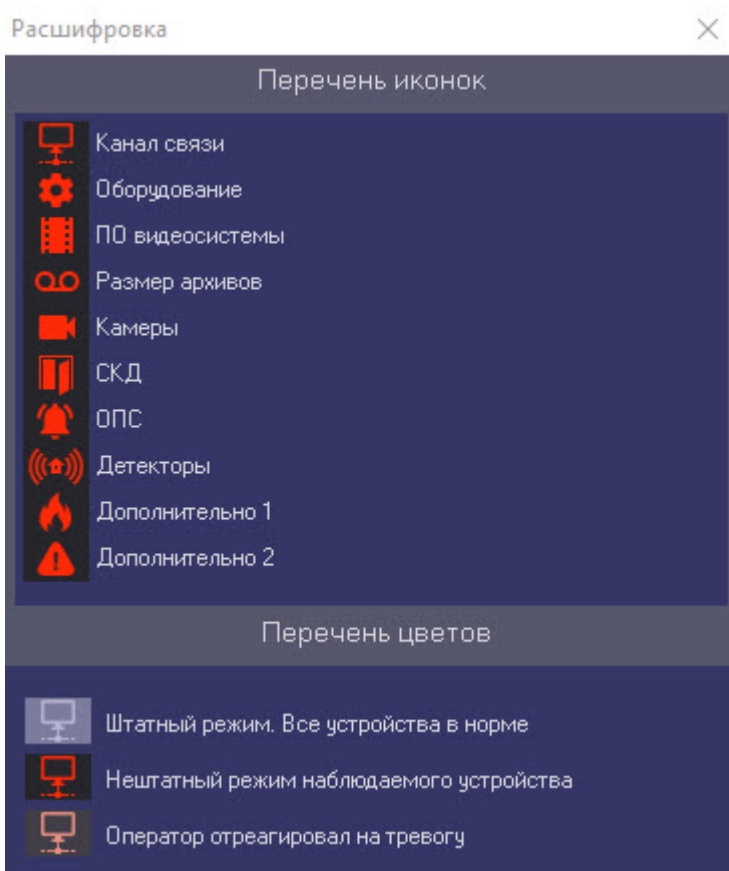 Расшифровка
Перечень иконок
Канал связи
Оборудование
ПО видеосистемы
Размер архивов
Камеры
СКД
ОПС
Детекторы
Дополнительно 1
Дополнительно 2
Перечень цветов
Штатный режим. Все устройства в норме
Нештатный режим наблюдаемого устройства
Оператор отреагировал на тревогу